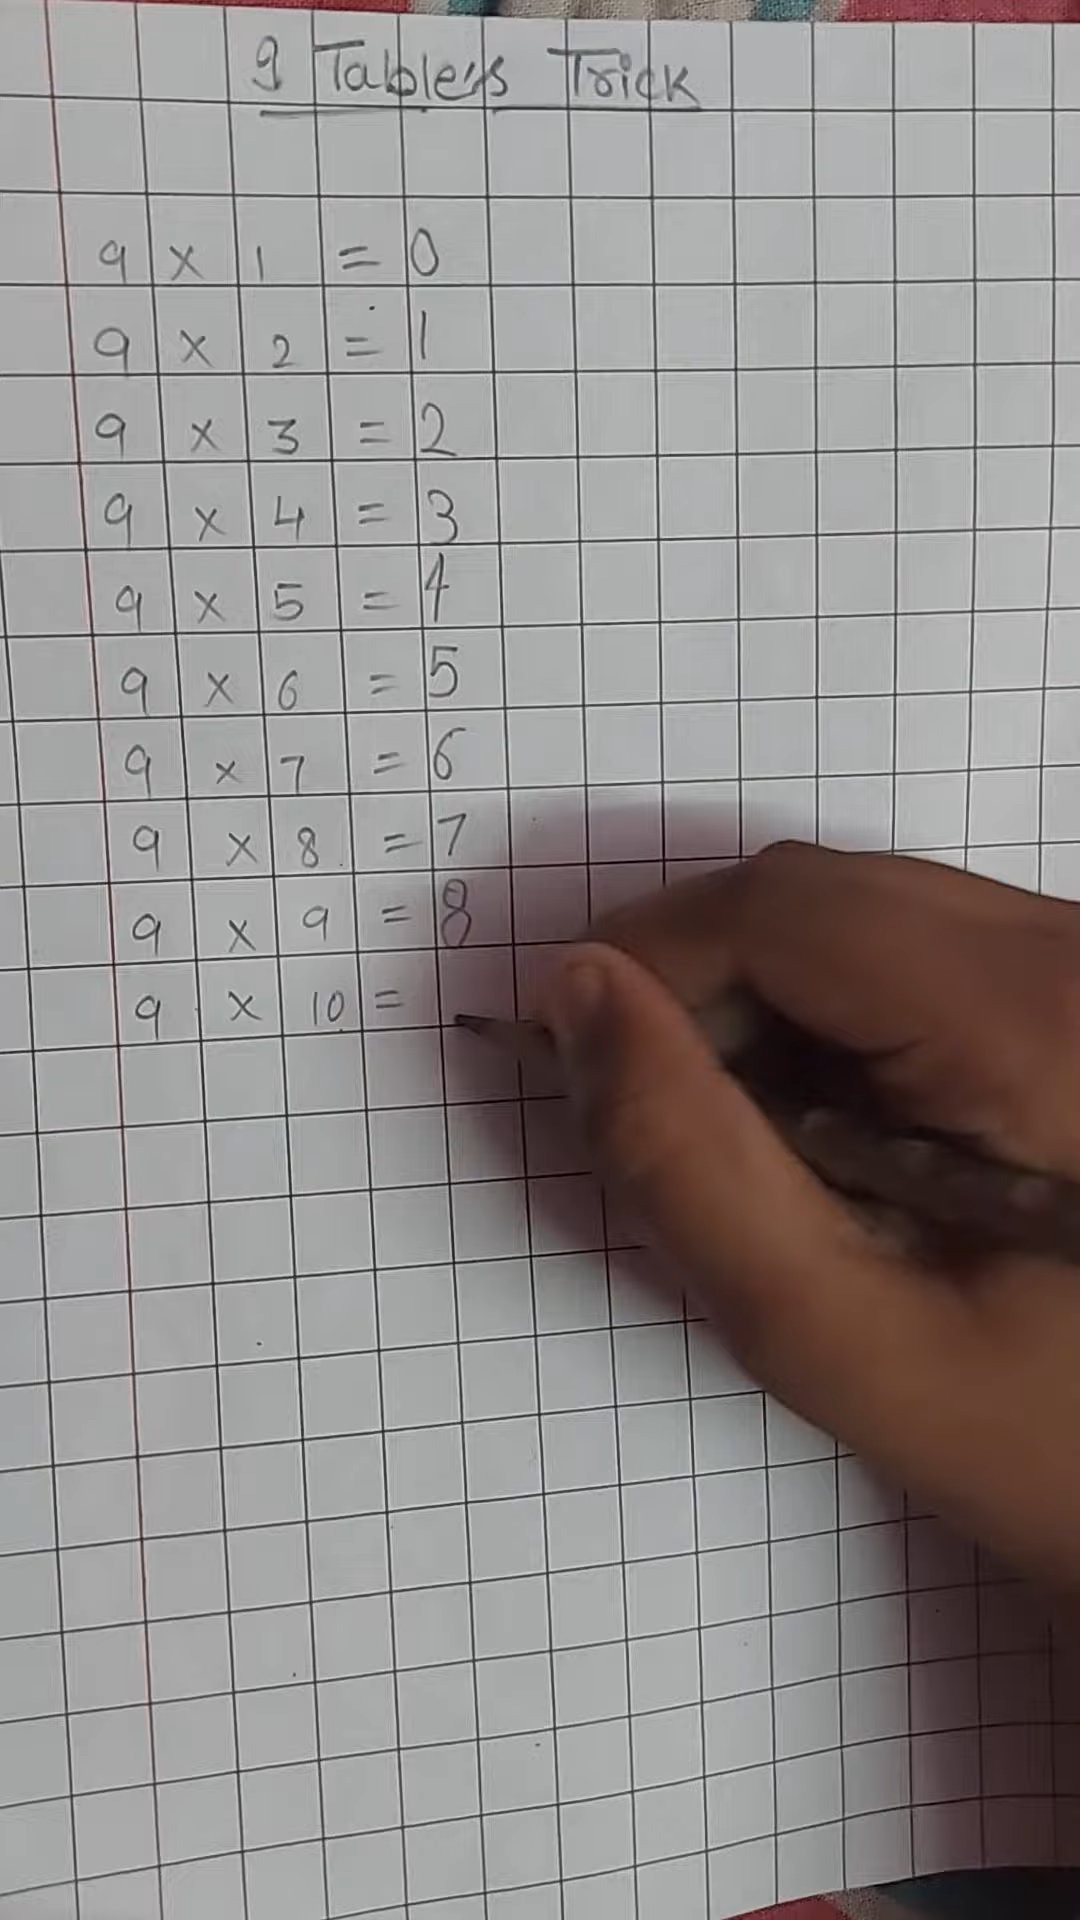 9 Table's Trick
9 x 1 = 0
9 x 2 = 1
9 x 3 = 2
9 x 4 = 3
9 x 5 = 4
9 x 6 = 5
9 x 7 = 6
9 x 8 = 7
9 x 9 = 8
9 x 10 =